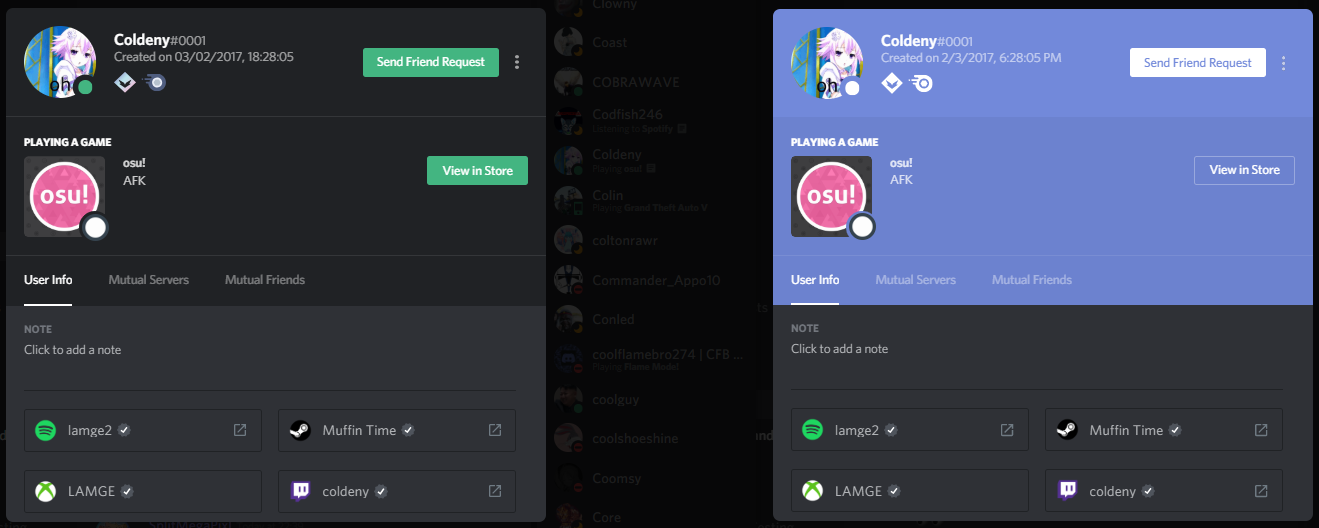 Coldeny#0001
Created on 03/02/2017, 18:28:05
Send Friend Request
oh
PLAYING A GAME
osu!
osu!
AFK
View in Store
User Info
Mutual Servers
Mutual Friends
NOTE
Click to add a note
lamge2
Muffin Time
LAMGE
coldeny
Clowny
Coast
COBRAWAVE
Codfish246
Listening to Spotify
Coldeny
Playing osu!
Colin
Playing Grand Theft Auto V
coltonrawr
Commander_Appo10
Conled
coolflamebro274 | CFB ...
Playing Flame Mode!
coolguy
coolshoeshine
Coomsy
Core
Coldeny#0001
Created on 2/3/2017, 6:28:05 PM
Send Friend Request
oh
PLAYING A GAME
osu!
osu!
AFK
View in Store
User Info
Mutual Servers
Mutual Friends
NOTE
Click to add a note
lamge2
Muffin Time
LAMGE
coldeny